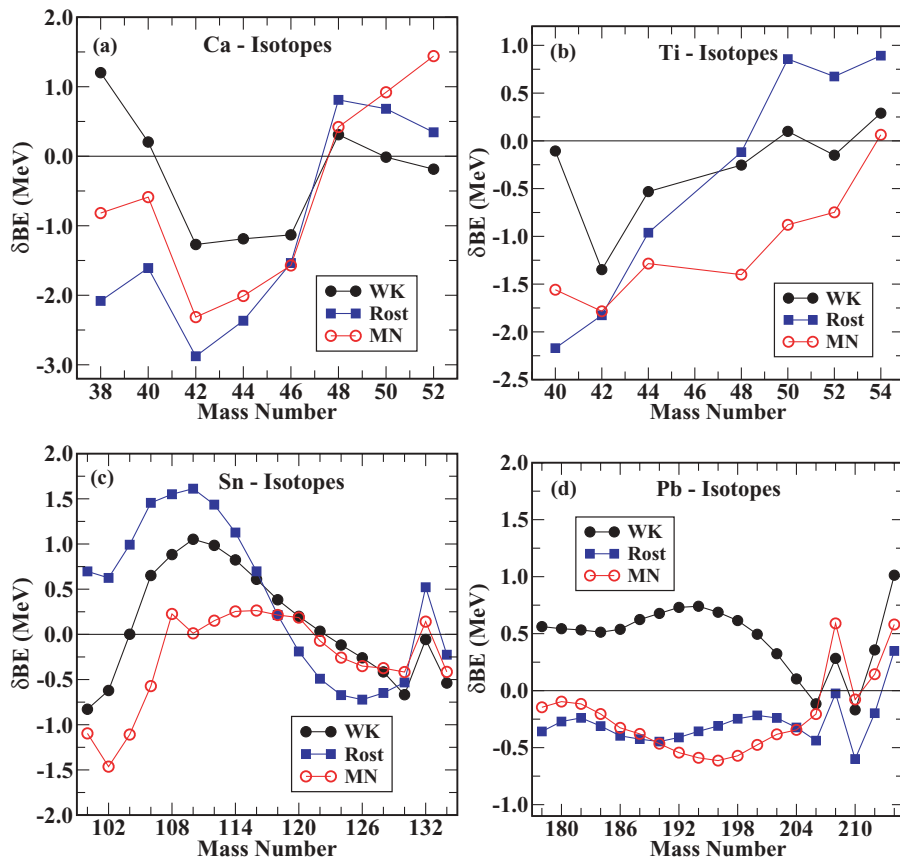 (a) Ca - Isotopes
2.0
1.0
0.0
-1.0
-2.0
-3.0
δBE (MeV)
WK
Rost
MN
38 40 42 44 46 48 50 52
Mass Number
(b) Ti - Isotopes
1.0
0.5
0.0
-0.5
-1.0
-1.5
-2.0
-2.5
δBE (MeV)
WK
Rost
MN
40 42 44 46 48 50 52 54
Mass Number
(c) Sn - Isotopes
2.0
1.5
1.0
0.5
0.0
-0.5
-1.0
-1.5
-2.0
δBE (MeV)
WK
Rost
MN
102 108 114 120 126 132
Mass Number
(d) Pb - Isotopes
2.0
1.5
1.0
0.5
0.0
-0.5
-1.0
δBE (MeV)
WK
Rost
MN
180 186 192 198 204 210
Mass Number